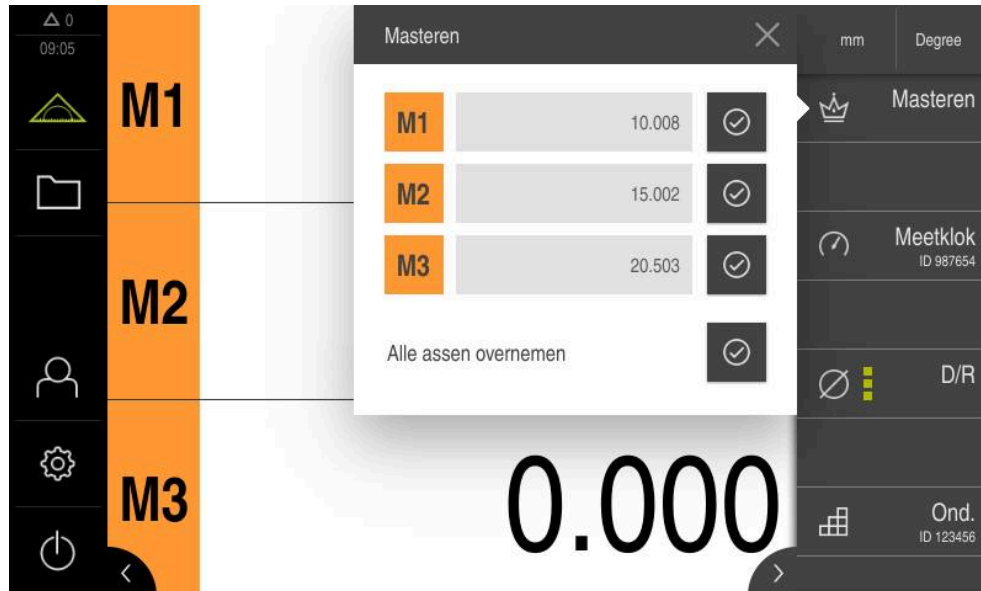 0
09:05
M1
M2
M3
0.000
Masteren
M1
10.008
M2
15.002
M3
20.503
Alle assen overnemen
mm
Degree
Masteren
Meetklok
ID 987654
D/R
Ond.
ID 123456